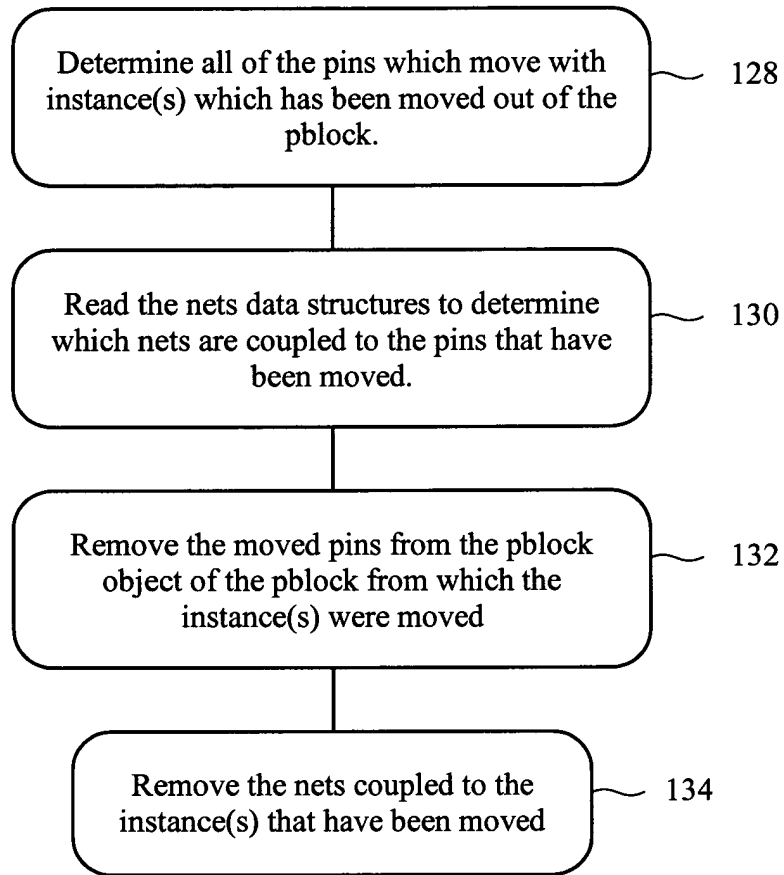 Determine all of the pins which move with
instance(s) which has been moved out of the
pblock.
128
Read the nets data structures to determine
which nets are coupled to the pins that have
been moved.
130
Remove the moved pins from the pblock
object of the pblock from which the
instance(s) were moved
132
Remove the nets coupled to the
instance(s) that have been moved
134